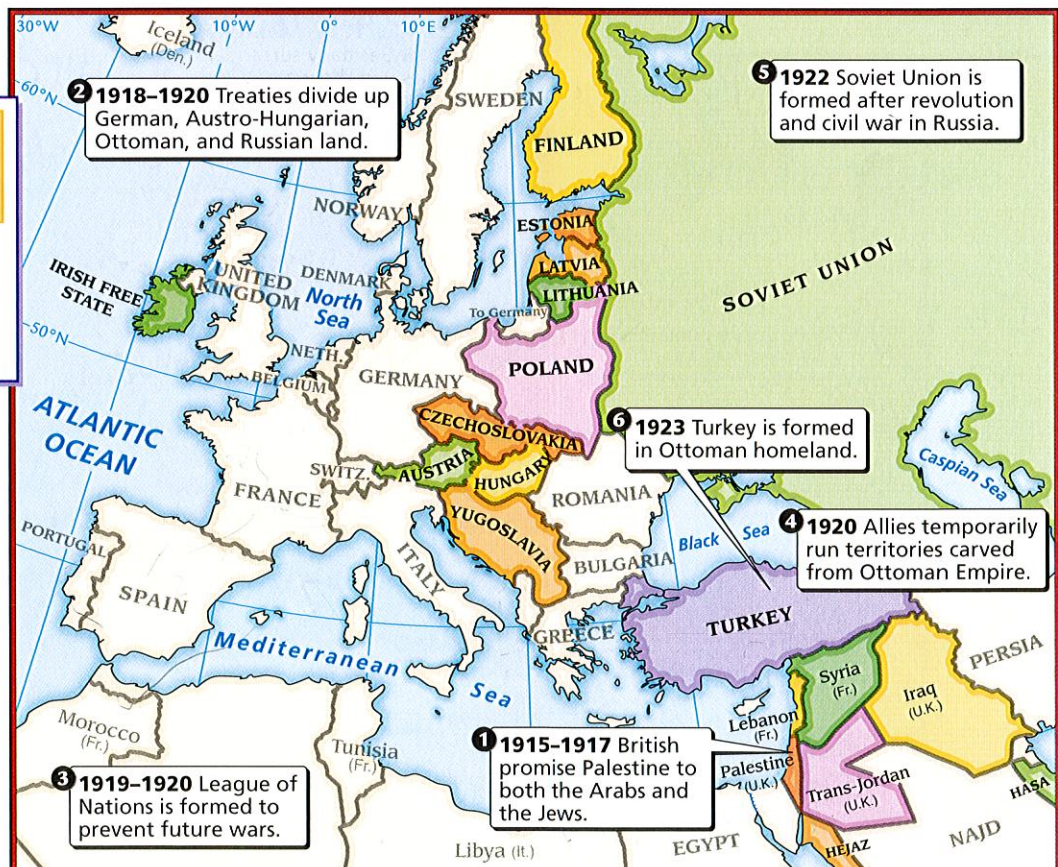 30°W
10°W
0°
10°E
Iceland
(Den.)
60°N
❷ 1918–1920 Treaties divide up
German, Austro-Hungarian,
Ottoman, and Russian land.
❺ 1922 Soviet Union is
formed after revolution
and civil war in Russia.
SWEDEN
FINLAND
NORWAY
ESTONIA
LATVIA
LITHUANIA
DENMARK
North
Sea
UNITED
KINGDOM
IRISH FREE
STATE
To Germany
SOVIET UNION
50°N
NETH.
BELGIUM
GERMANY
POLAND
ATLANTIC
OCEAN
CZECHOSLOVAKIA
❻ 1923 Turkey is formed
in Ottoman homeland.
Caspian Sea
SWITZ.
AUSTRIA
HUNGARY
FRANCE
ROMANIA
YUGOSLAVIA
Black Sea
❹ 1920 Allies temporarily
run territories carved
from Ottoman Empire.
PORTUGAL
SPAIN
ITALY
BULGARIA
GREECE
TURKEY
PERSIA
Mediterranean
Sea
Syria
(Fr.)
Iraq
(U.K.)
Lebanon
(Fr.)
Morocco
(Fr.)
Tunisia
(Fr.)
❶ 1915–1917 British
promise Palestine to
both the Arabs and
the Jews.
Palestine
(U.K.)
Trans-Jordan
(U.K.)
HASA
❸ 1919–1920 League of
Nations is formed to
prevent future wars.
Libya (It.)
EGYPT
HEJAZ
NAJD